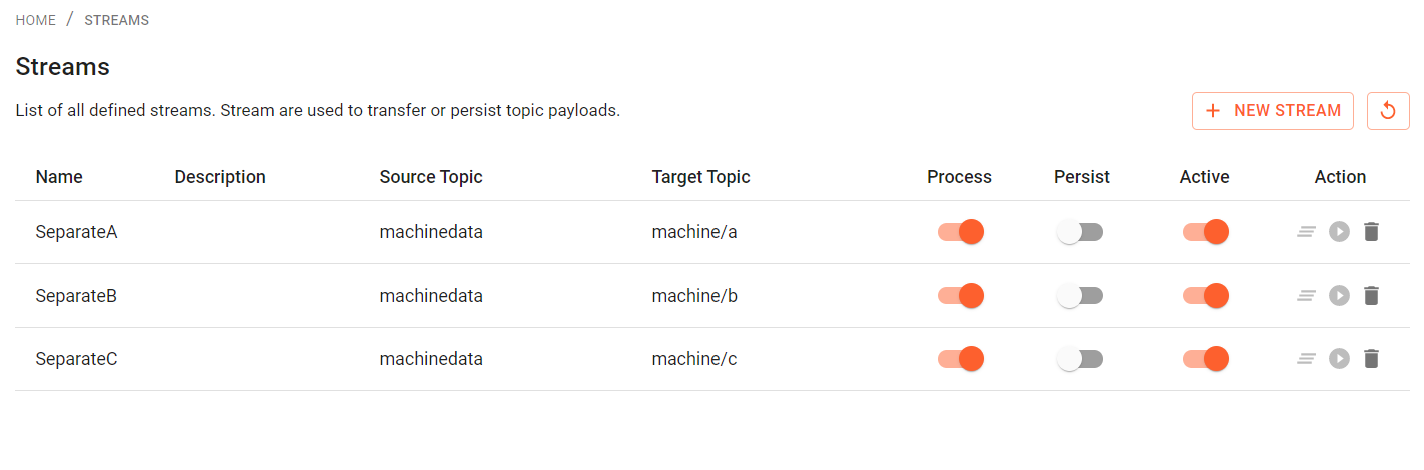 HOME / STREAMS
Streams
List of all defined streams. Stream are used to transfer or persist topic payloads.
NEW STREAM
Name Description Source Topic Target Topic Process Persist Active Action
SeparateA machinedata machine/a
SeparateB machinedata machine/b
SeparateC machinedata machine/c